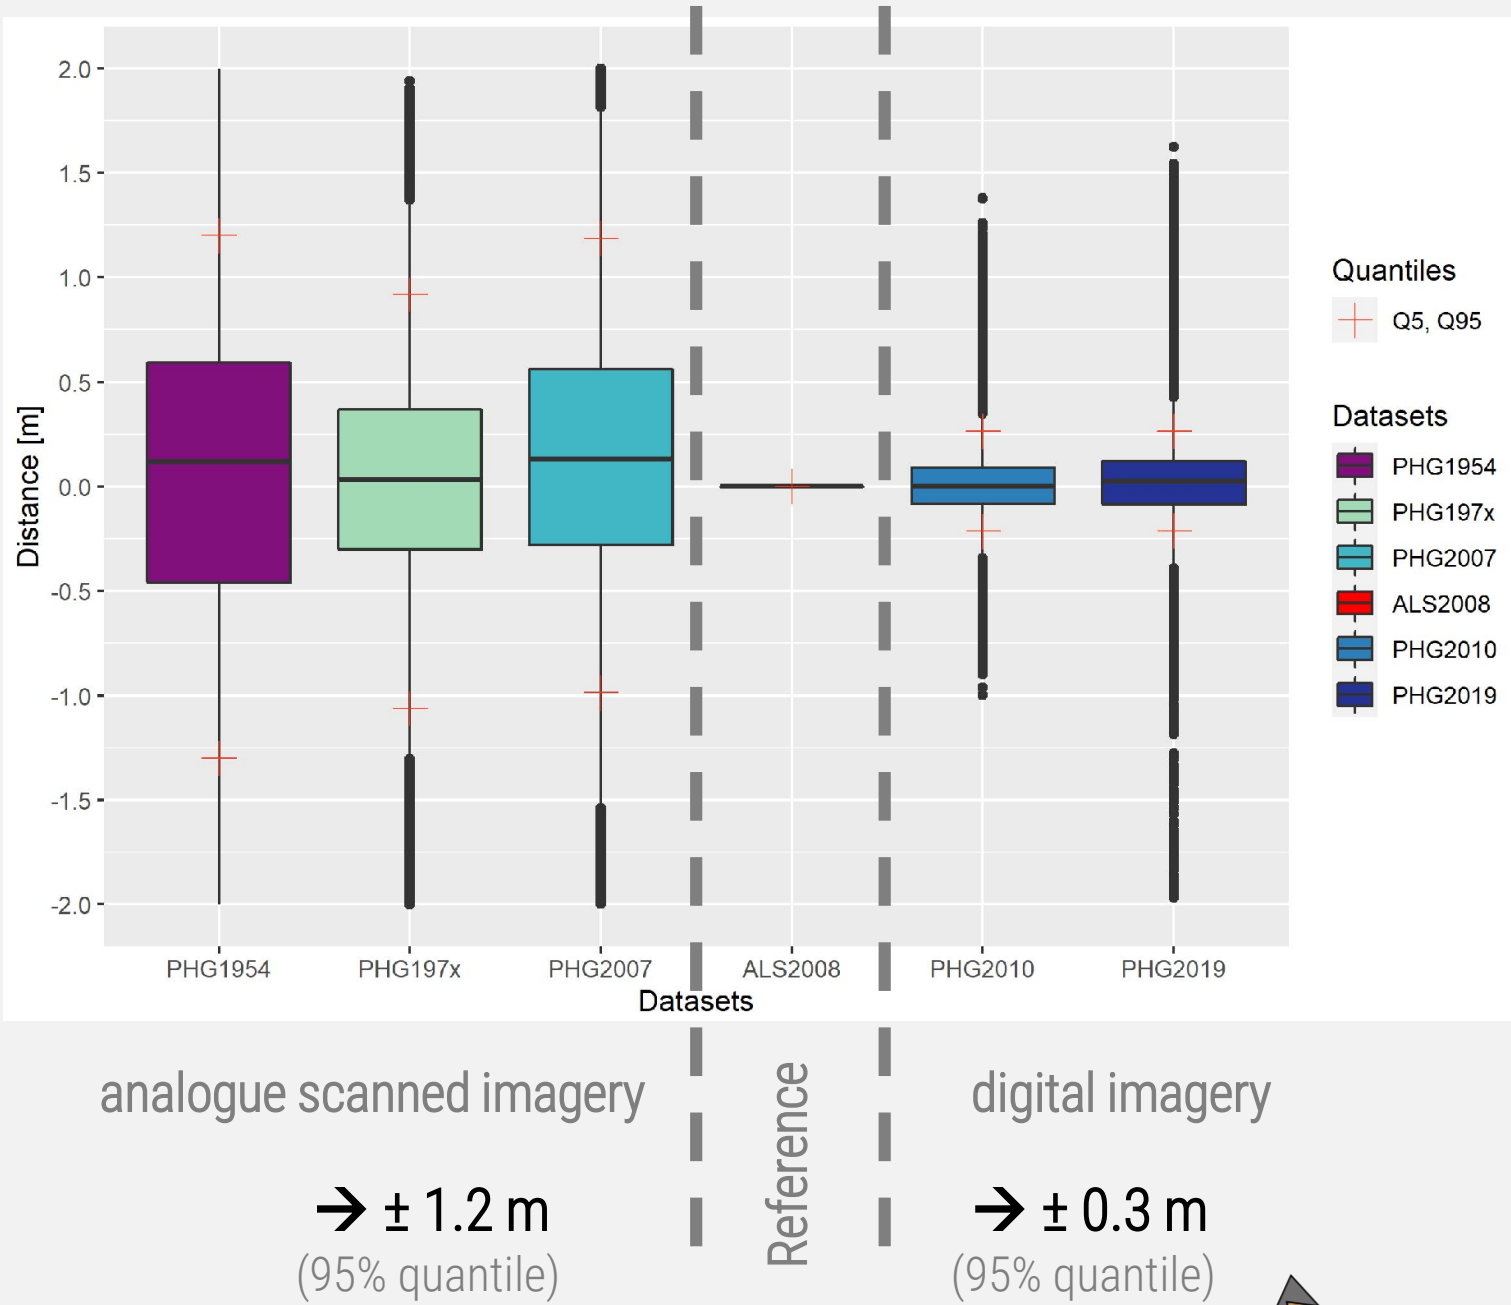 2.0
1.5
1.0
0.5
0.0
-0.5
-1.0
-1.5
-2.0
Distance [m]
PHG1954 PHG197x PHG2007 ALS2008 PHG2010 PHG2019
Datasets
Quantiles
Q5, Q95
Datasets
PHG1954
PHG197x
PHG2007
ALS2008
PHG2010
PHG2019
analogue scanned imagery
→ ± 1.2 m
(95% quantile)
Reference
digital imagery
→ ± 0.3 m
(95% quantile)